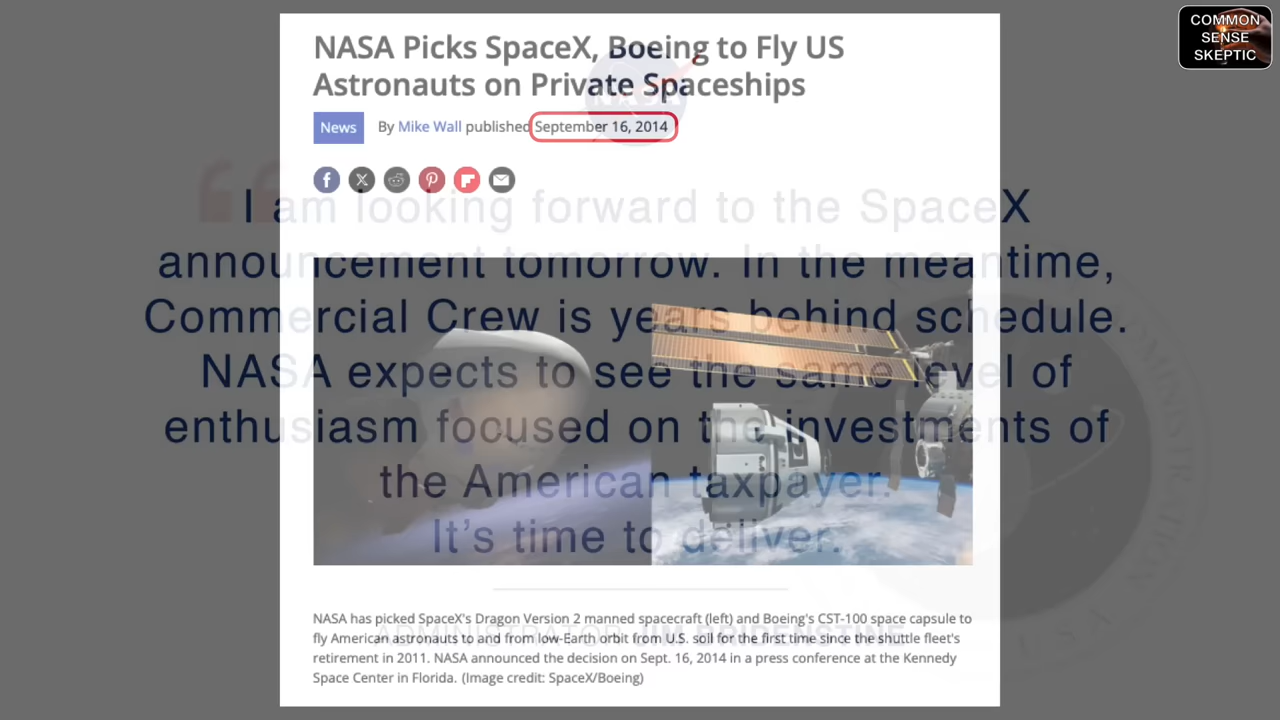 COMMON
SENSE
SKEPTIC
NASA Picks SpaceX, Boeing to Fly US
Astronauts on Private Spaceships
News By Mike Wall published September 16, 2014
I am looking forward to the SpaceX
announcement tomorrow. In the meantime,
Commercial Crew is years behind schedule.
NASA expects to see the same level of
enthusiasm focused on the investments of
the American taxpayer.
It's time to deliver.
ADMINISTRATOR JIM BRIDENSTINE
NASA has picked SpaceX's Dragon Version 2 manned spacecraft (left) and Boeing's CST-100 space capsule to
fly American astronauts to and from low-Earth orbit from U.S. soil for the first time since the shuttle fleet's
retirement in 2011. NASA announced the decision on Sept. 16, 2014 in a press conference at the Kennedy
Space Center in Florida. (Image credit: SpaceX/Boeing)